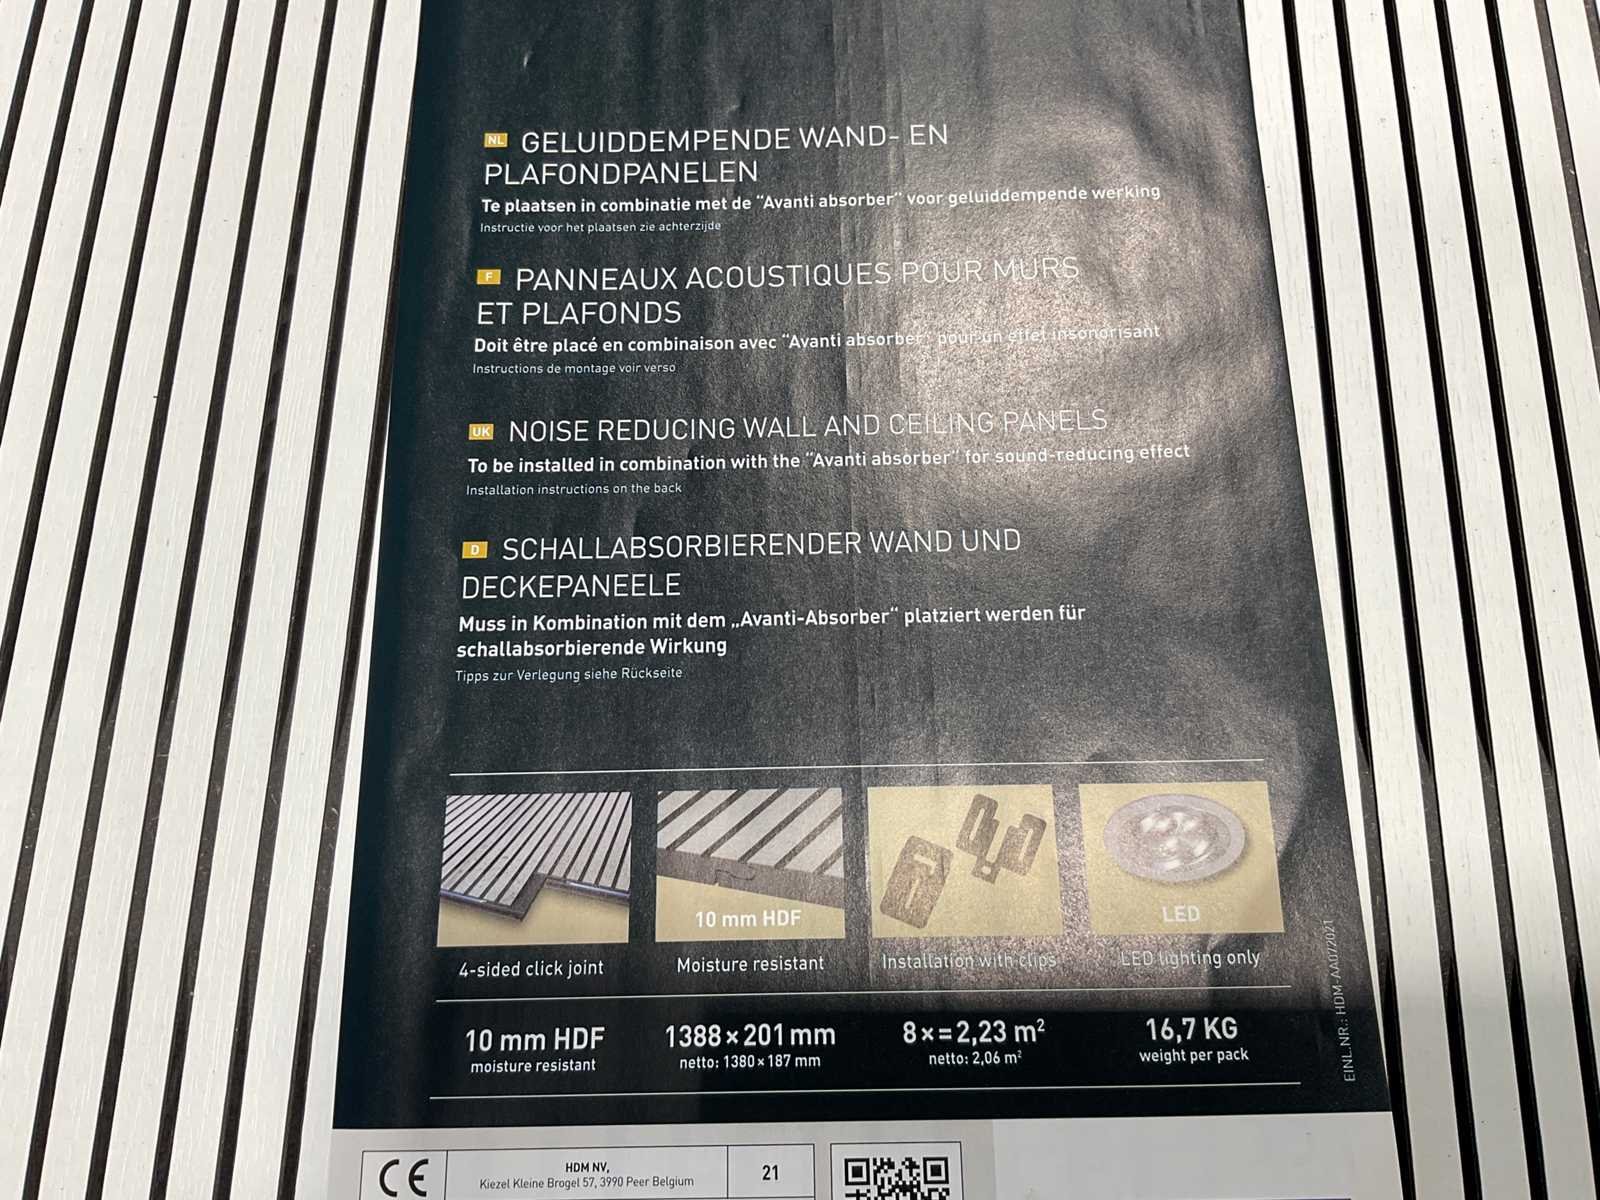 NL GELUIDDEMPENDE WAND- EN
PLAFONDPANELEN
Te plaatsen in combinatie met de "Avanti absorber" voor geluiddempende werking
Instructie voor het plaatsen zie achterzijde
F PANNEAUX ACOUSTIQUES POUR MURS
ET PLAFONDS
Doit être placé en combinaison avec "Avanti absorber" pour un effet insonorisant
Instructions de montage voir verso
UK NOISE REDUCING WALL AND CEILING PANELS
To be installed in combination with the "Avanti absorber" for sound-reducing effect
Installation instructions on the back
D SCHALLABSORBIERENDER WAND UND
DECKEPANEELE
Muss in Kombination mit dem „Avanti-Absorber“ platziert werden für
schallabsorbierende Wirkung
Tipps zur Verlegung siehe Rückseite
10 mm HDF
LED
4-sided click joint
Moisture resistant
Installation with clips
LED lighting only
10 mm HDF
moisture resistant
1388×201 mm
netto: 1380×187 mm
8×=2,23 m²
netto: 2,06 m²
16,7 KG
weight per pack
EINL.NR.: HDM-AA07/2021
CE
HDM NV,
Kiezel Kleine Brogel 57, 3990 Peer Belgium
21